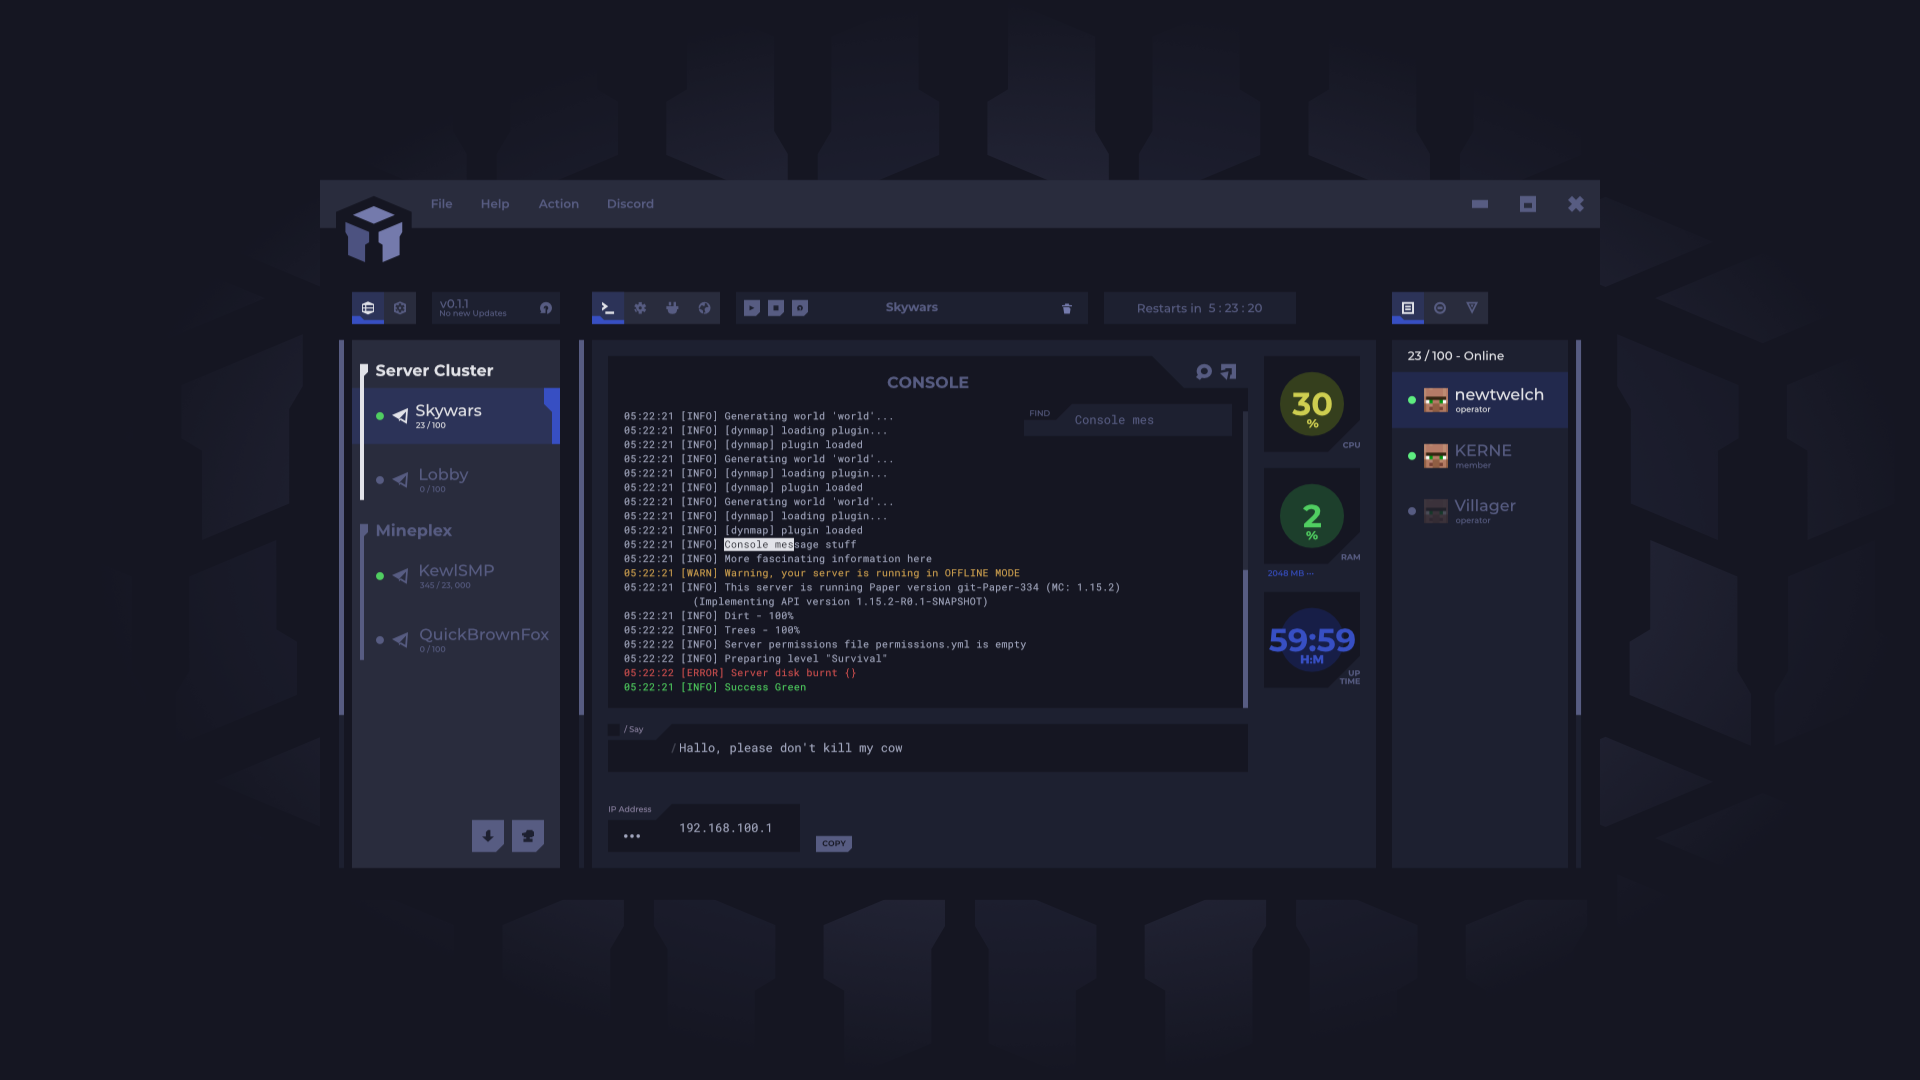 File Help Action Discord
v0.1.1
No new Updates
Skywars
Restarts in 5 : 23 : 20
Server Cluster
Skywars
23 / 100
Lobby
0 / 100
Mineplex
KewlSMP
345 / 23, 000
QuickBrownFox
0 / 100
CONSOLE
FIND
Console mes
05:22:21 [INFO] Generating world 'world'...
05:22:21 [INFO] [dynmap] loading plugin...
05:22:21 [INFO] [dynmap] plugin loaded
05:22:21 [INFO] Generating world 'world'...
05:22:21 [INFO] [dynmap] loading plugin...
05:22:21 [INFO] [dynmap] plugin loaded
05:22:21 [INFO] Generating world 'world'...
05:22:21 [INFO] [dynmap] loading plugin...
05:22:21 [INFO] [dynmap] plugin loaded
05:22:21 [INFO] Console message stuff
05:22:21 [INFO] More fascinating information here
05:22:21 [WARN] Warning, your server is running in OFFLINE MODE
05:22:21 [INFO] This server is running Paper version git-Paper-334 (MC: 1.15.2)
(Implementing API version 1.15.2-R0.1-SNAPSHOT)
05:22:21 [INFO] Dirt - 100%
05:22:22 [INFO] Trees - 100%
05:22:22 [INFO] Server permissions file permissions.yml is empty
05:22:22 [INFO] Preparing level "Survival"
05:22:22 [ERROR] Server disk burnt {}
05:22:21 [INFO] Success Green
/ Say
/Hallo, please don't kill my cow
IP Address
•••
192.168.100.1
COPY
30
%
CPU
2
%
RAM
2048 MB •••
59:59
H:M
UP
TIME
23 / 100 - Online
newtwelch
operator
KERNE
member
Villager
operator